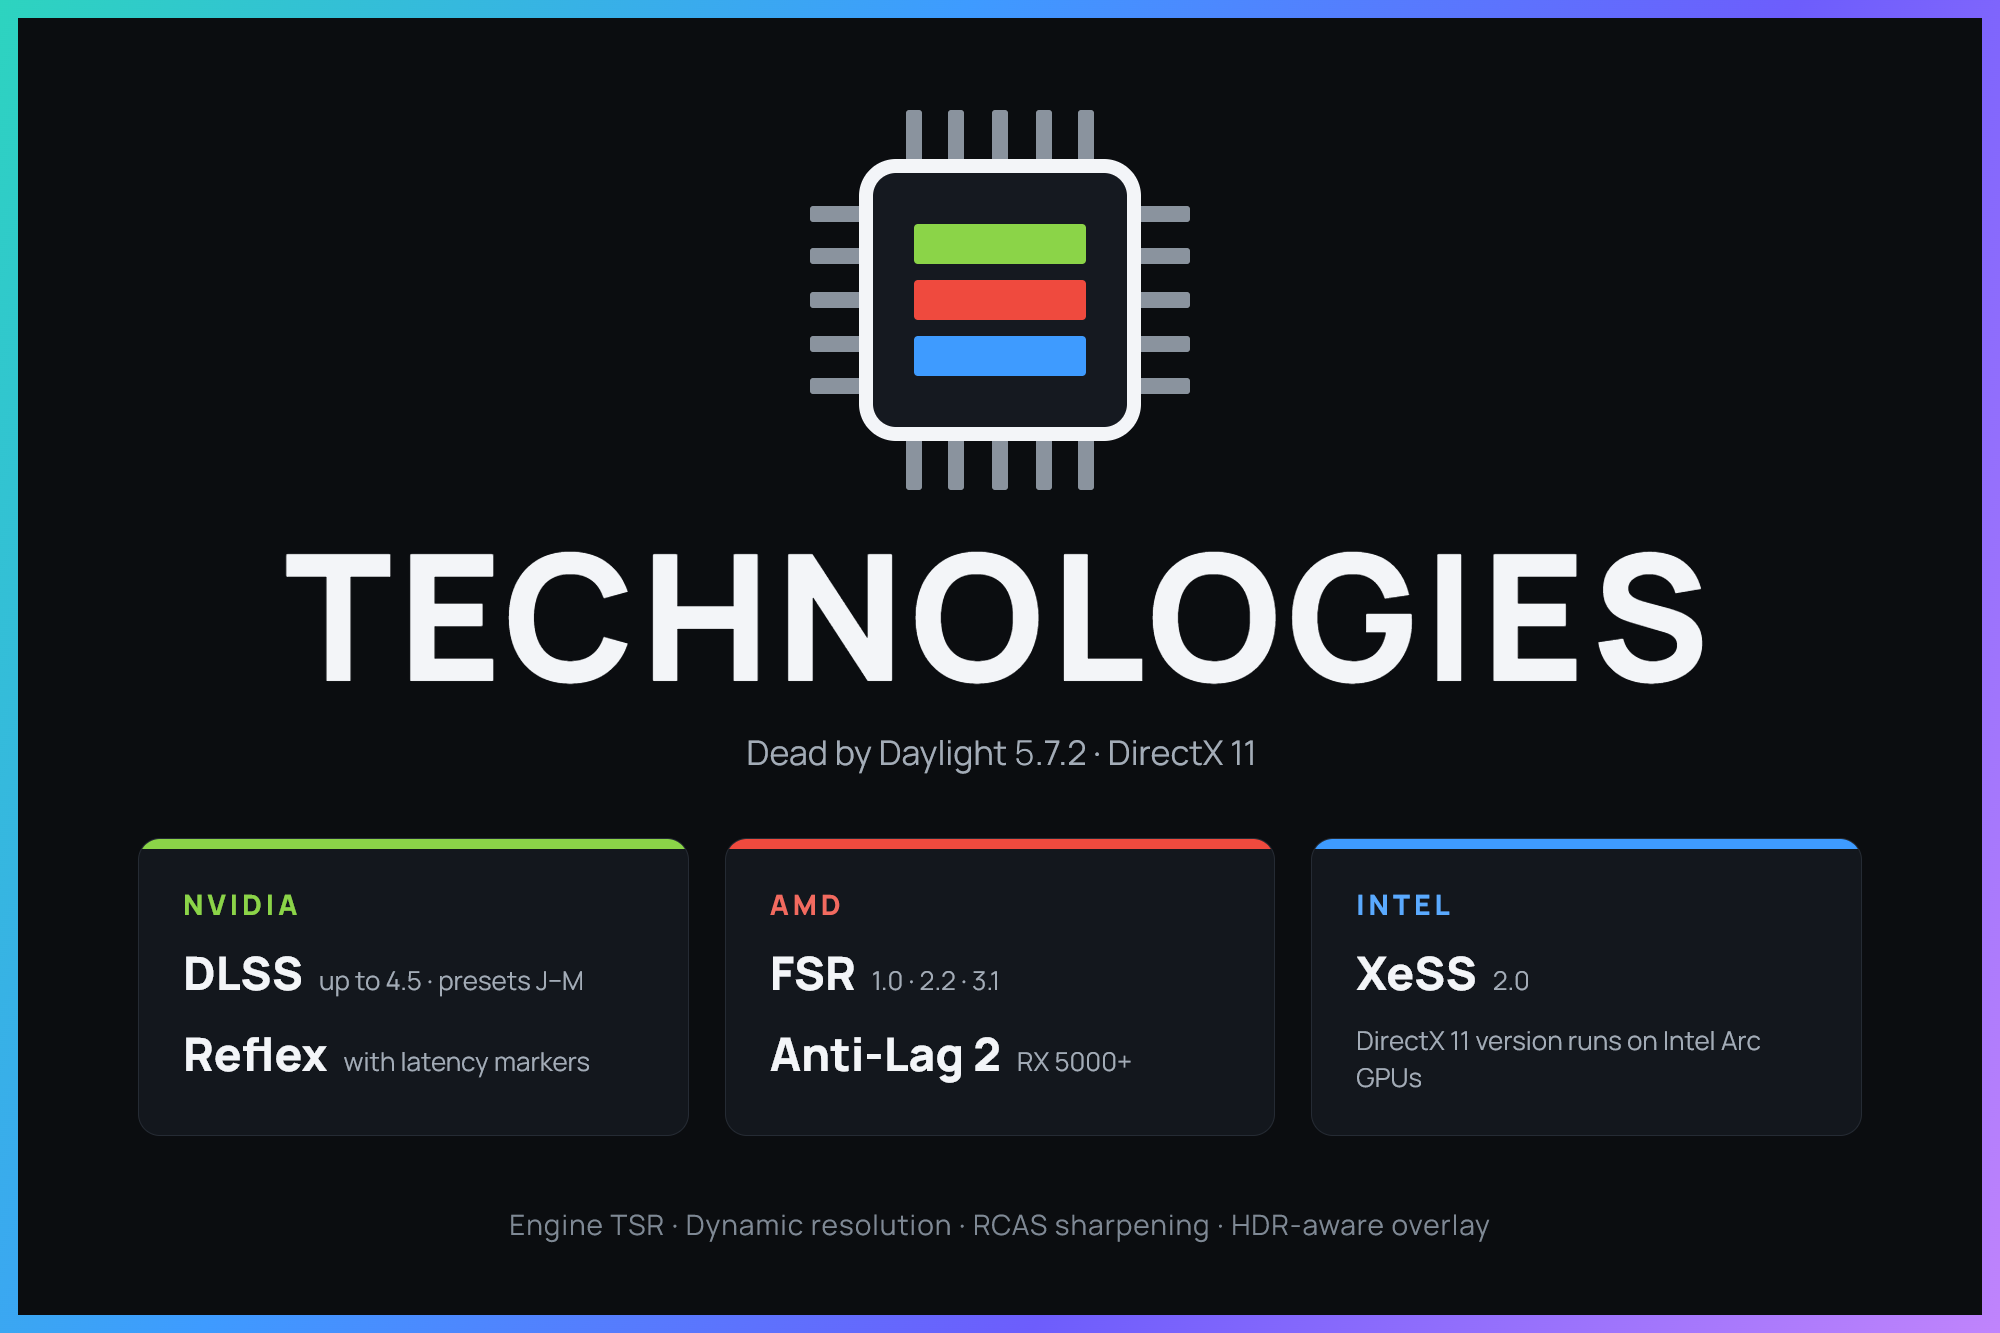 TECHNOLOGIES
Dead by Daylight 5.7.2 · DirectX 11
NVIDIA
DLSS up to 4.5 · presets J–M
Reflex with latency markers
AMD
FSR 1.0 · 2.2 · 3.1
Anti-Lag 2 RX 5000+
INTEL
XeSS 2.0
DirectX 11 version runs on Intel Arc
GPUs
Engine TSR · Dynamic resolution · RCAS sharpening · HDR-aware overlay